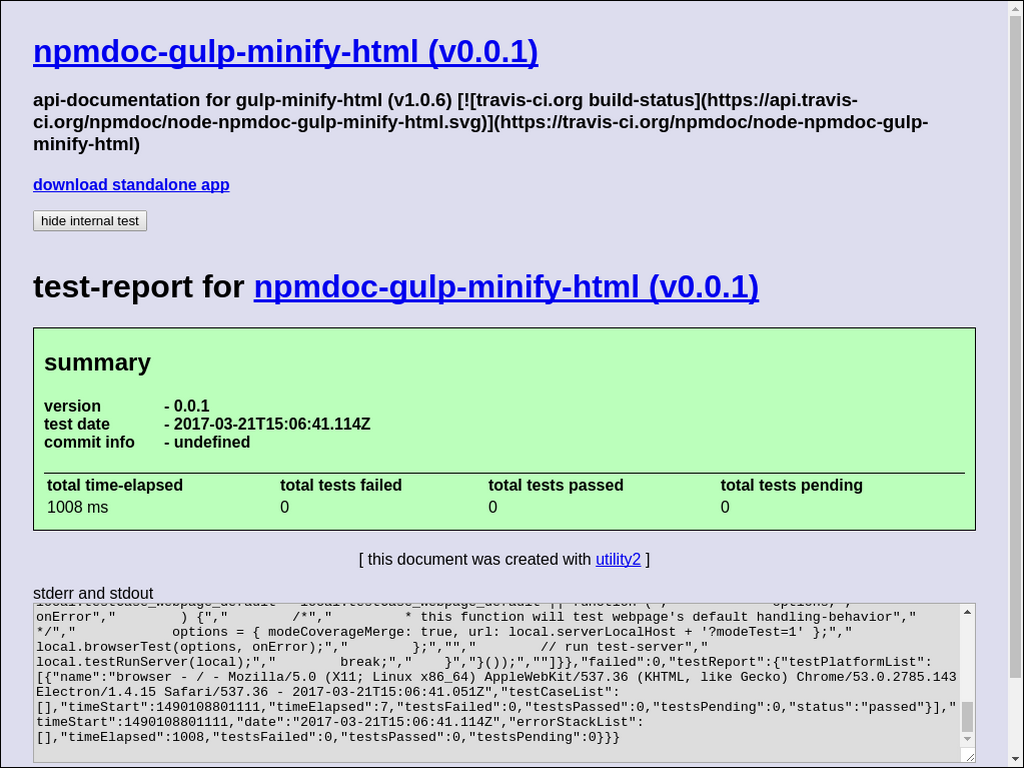 npmdoc-gulp-minify-html (v0.0.1)
api-documentation for gulp-minify-html (v1.0.6) [![travis-ci.org build-status](https://api.travis-
ci.org/npmdoc/node-npmdoc-gulp-minify-html.svg)](https://travis-ci.org/npmdoc/node-npmdoc-gulp-
minify-html)
download standalone app
hide internal test
test-report for npmdoc-gulp-minify-html (v0.0.1)
summary
version - 0.0.1
test date - 2017-03-21T15:06:41.114Z
commit info - undefined
total time-elapsed total tests failed total tests passed total tests pending
1008 ms 0 0 0
[ this document was created with utility2 ]
stderr and stdout
onError","        ) {","        /*","         * this function will test webpage's default handling-behavior","
*/","            options = { modeCoverageMerge: true, url: local.serverLocalHost + '?modeTest=1' };","
local.browserTest(options, onError);","        };","","        // run test-server","
local.testRunServer(local);","        break;","    }","}());",""]}},"failed":0,"testReport":{"testPlatformList":
[{"name":"browser - / - Mozilla/5.0 (X11; Linux x86_64) AppleWebKit/537.36 (KHTML, like Gecko) Chrome/53.0.2785.143
Electron/1.4.15 Safari/537.36 - 2017-03-21T15:06:41.051Z","testCaseList":
[],"timeStart":1490108801111,"timeElapsed":7,"testsFailed":0,"testsPassed":0,"testsPending":0,"status":"passed"}],"
timeStart":1490108801111,"date":"2017-03-21T15:06:41.114Z","errorStackList":
[],"timeElapsed":1008,"testsFailed":0,"testsPassed":0,"testsPending":0}}}